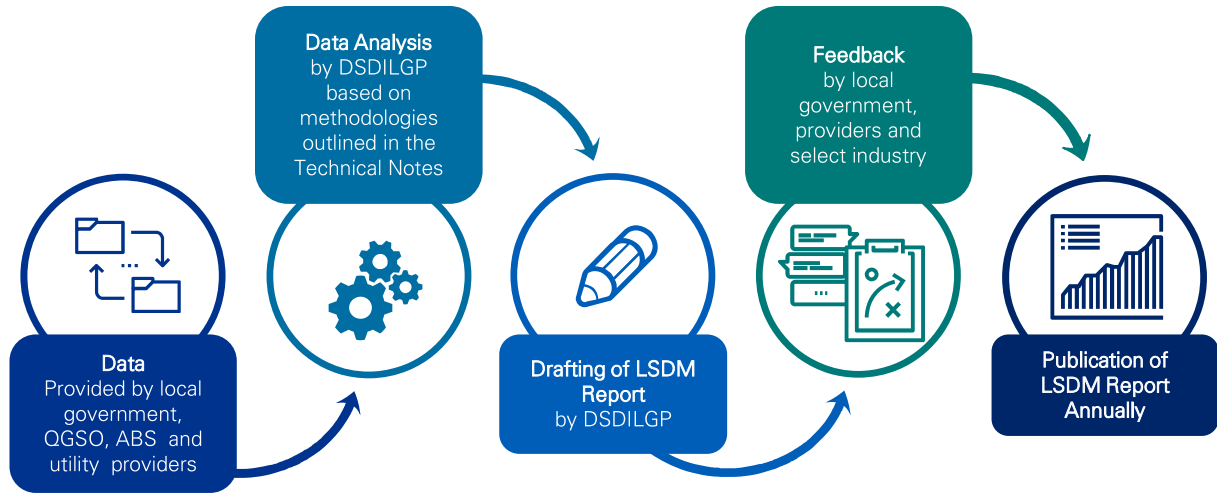 Data
Provided by local
government,
QGSO, ABS and
utility providers
Data Analysis
by DSDILGP
based on
methodologies
outlined in the
Technical Notes
Drafting of LSDM
Report
by DSDILGP
Feedback
by local
government,
providers and
select industry
Publication of
LSDM Report
Annually